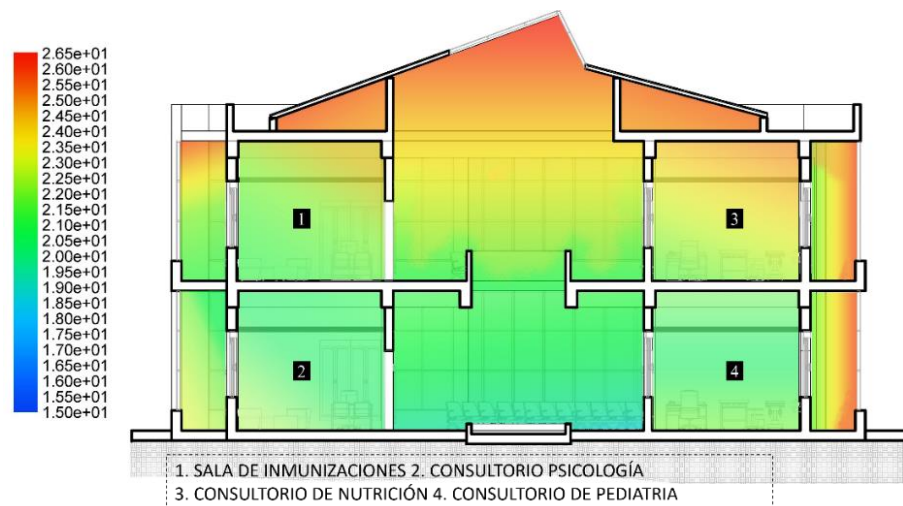 2.65e+01
2.60e+01
2.55e+01
2.50e+01
2.45e+01
2.40e+01
2.35e+01
2.30e+01
2.25e+01
2.20e+01
2.15e+01
2.10e+01
2.05e+01
2.00e+01
1.95e+01
1.90e+01
1.85e+01
1.80e+01
1.75e+01
1.70e+01
1.65e+01
1.60e+01
1.55e+01
1.50e+01
1
3
2
4
1. SALA DE INMUNIZACIONES 2. CONSULTORIO PSICOLOGÍA
3. CONSULTORIO DE NUTRICIÓN 4. CONSULTORIO DE PEDIATRIA